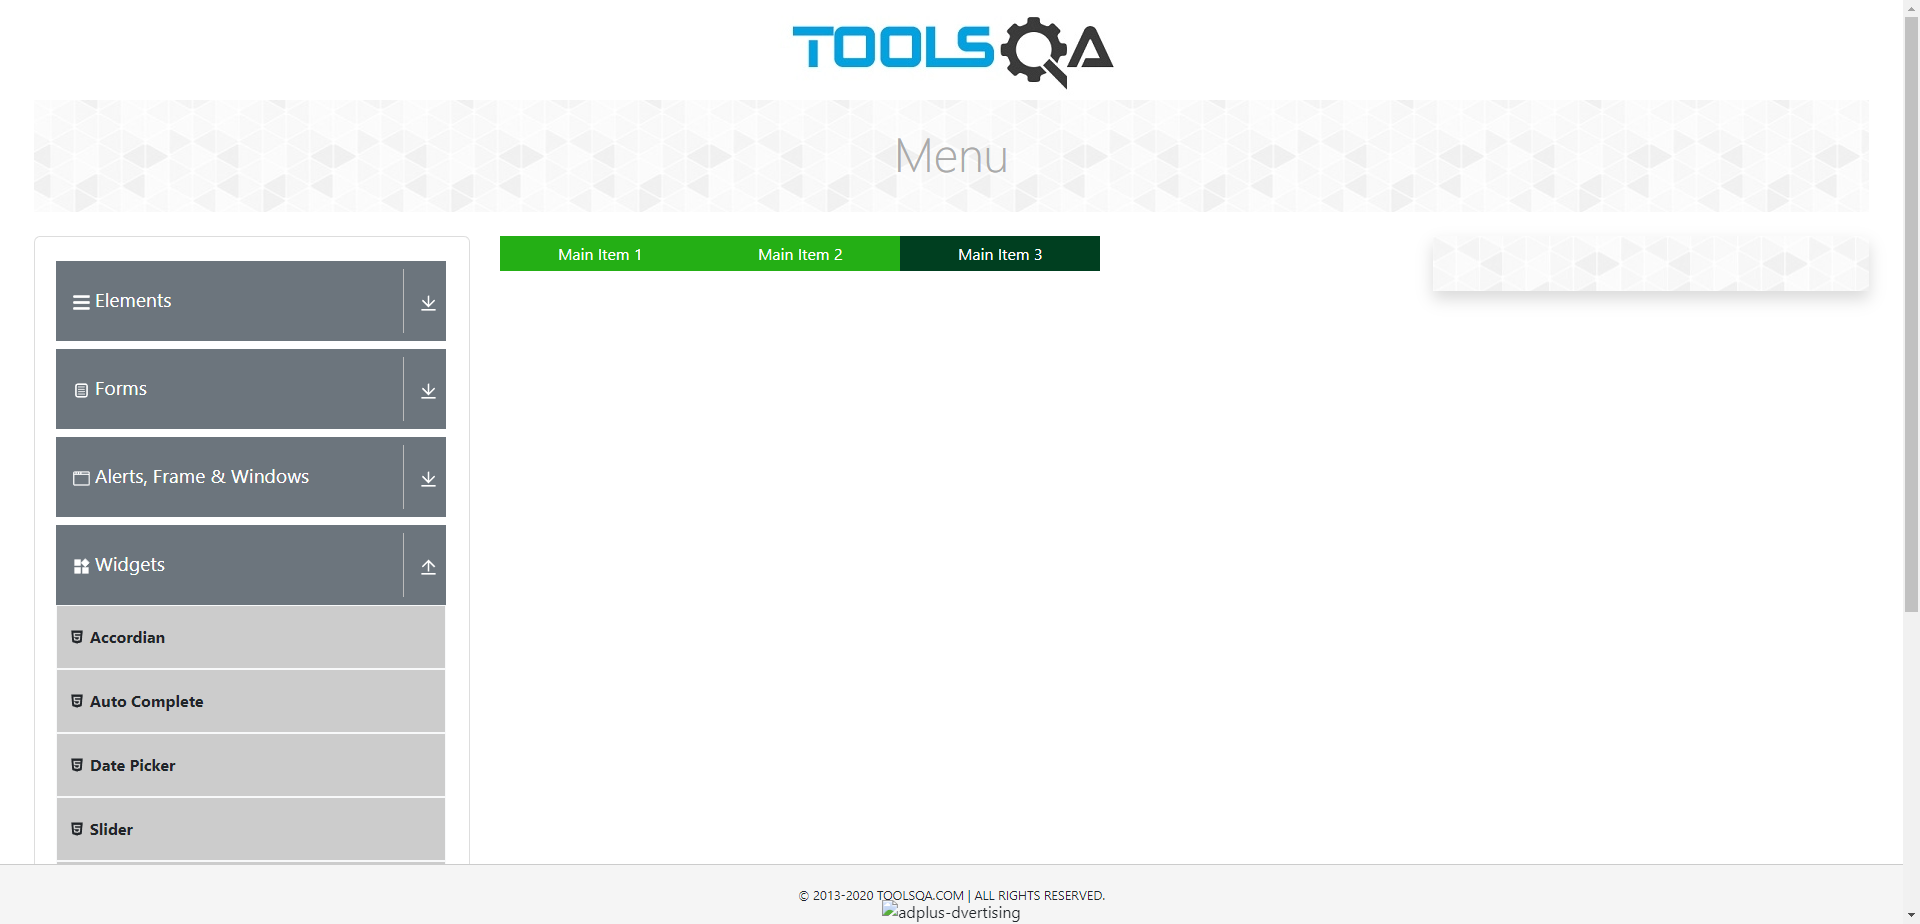 TOOLSQA
Menu
Elements
Forms
Alerts, Frame & Windows
Widgets
Accordian
Auto Complete
Date Picker
Slider
Main Item 1
Main Item 2
Main Item 3
© 2013-2020 TOOLSQA.COM | ALL RIGHTS RESERVED.
adplus-dvertising